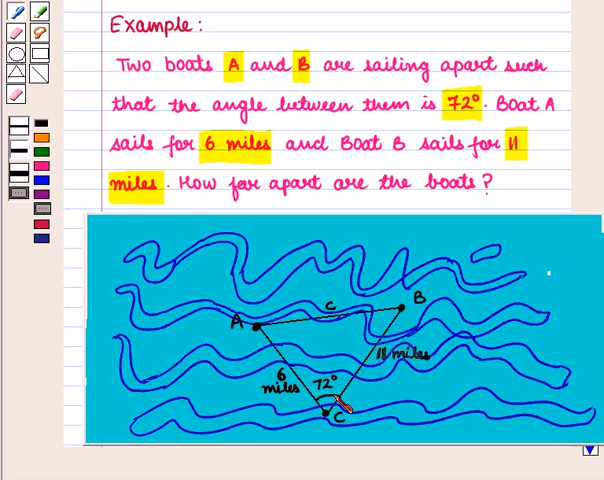 Example:
Two boats A and B are sailing apart such
that the angle between them is 72°. Boat A
sails for 6 miles and Boat B sails for 11
miles. How far apart are the boats?
B
c
A
11 miles
6
miles
72°
C